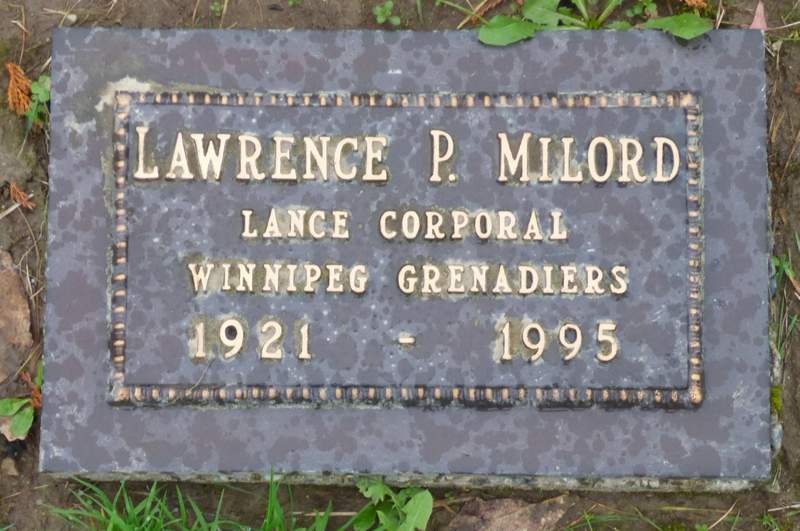 LAWRENCE P. MILORD
LANCE CORPORAL
WINNIPEG GRENADIERS
1921 - 1995